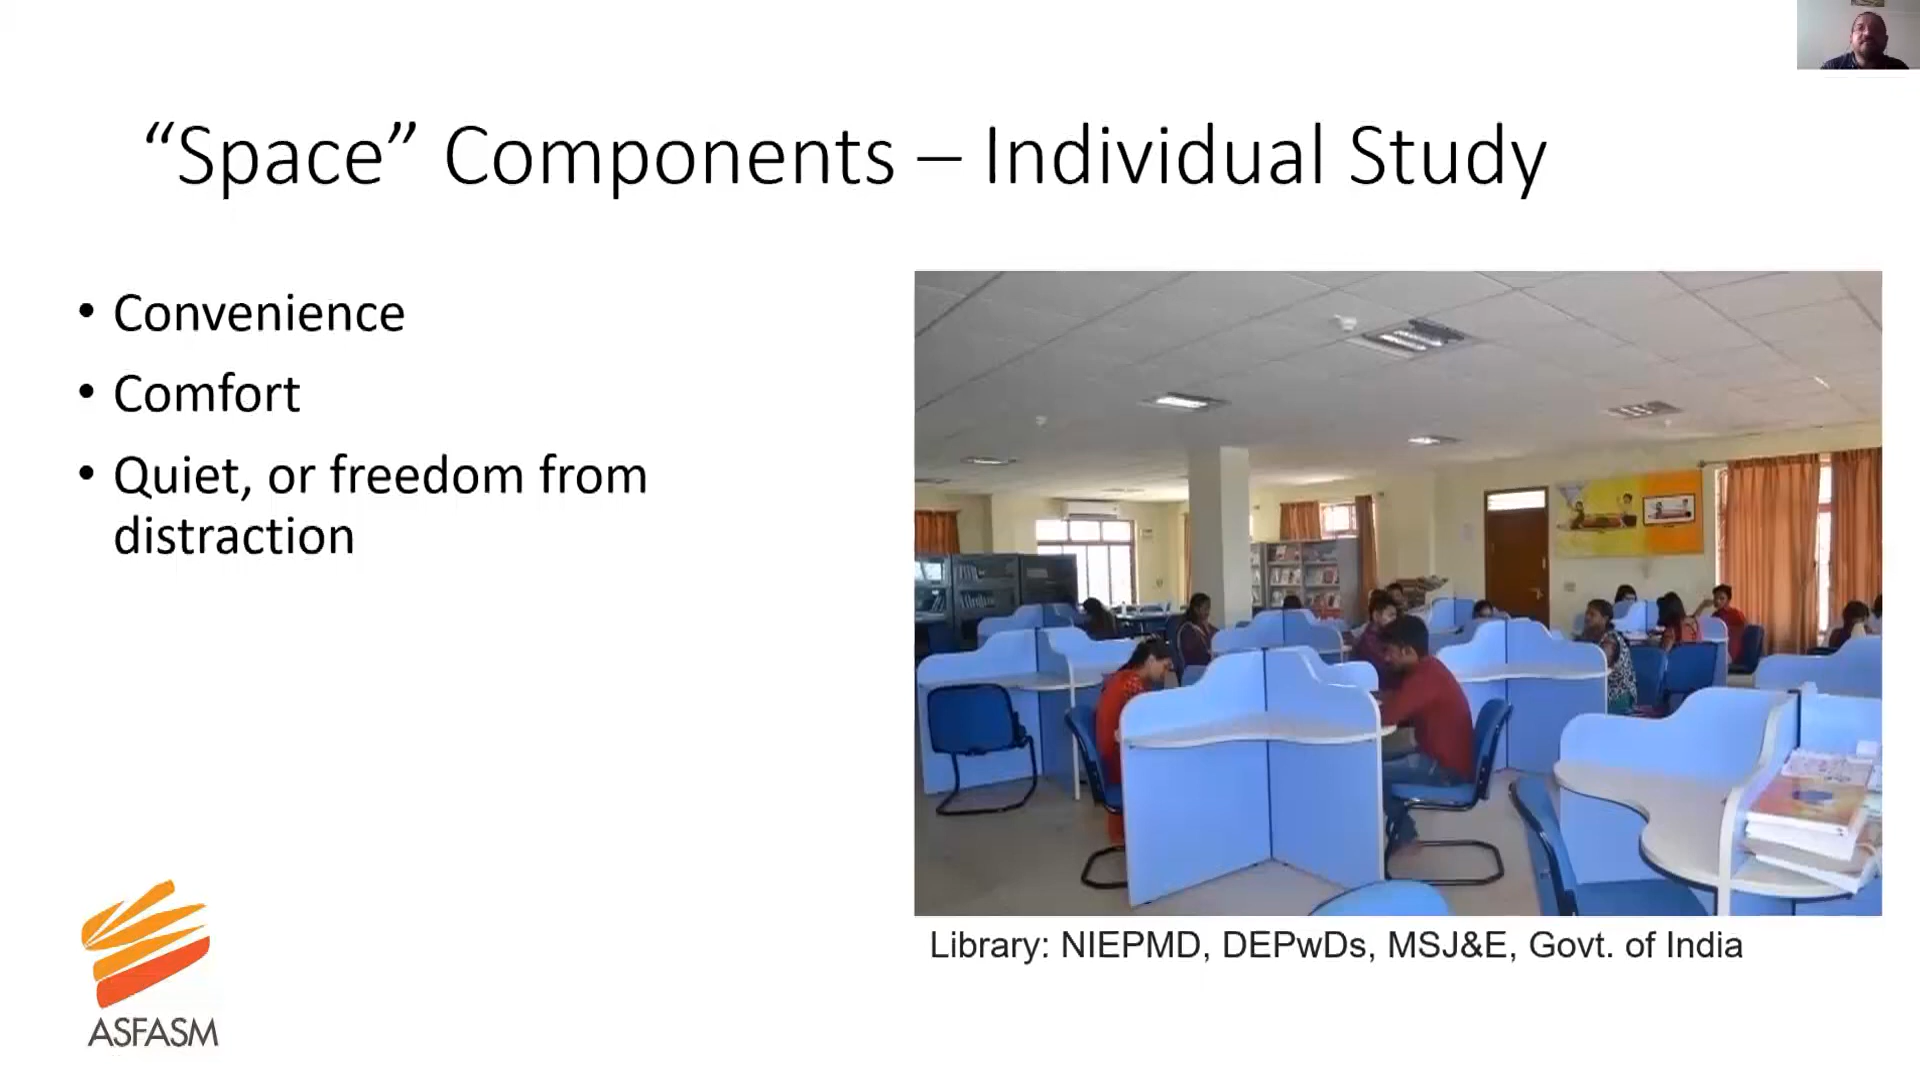 “Space” Components – Individual Study
• Convenience
• Comfort
• Quiet, or freedom from
distraction
Library: NIEPMD, DEPwDs, MSJ&E, Govt. of India
ASFASM